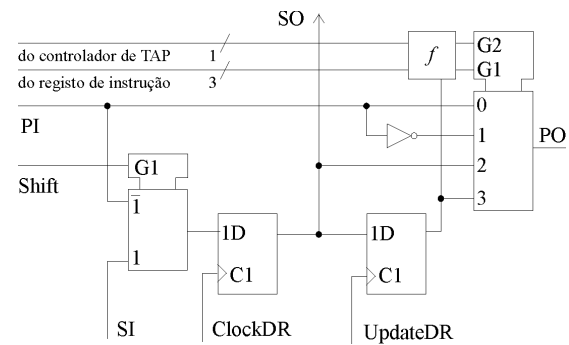 SO
do controlador de TAP 1
f
G2
do registo de instrução 3
G1
PI
0
1
PO
Shift
G1
2
1
3
1D
1D
1
C1
C1
SI
ClockDR
UpdateDR